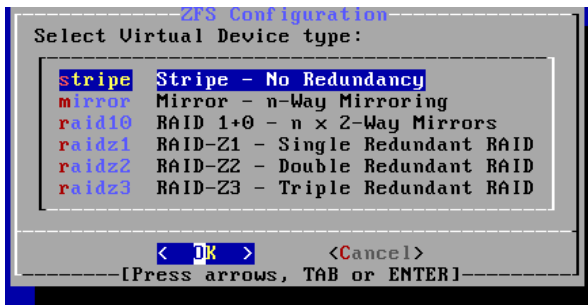 ZFS Configuration
Select Virtual Device type:
stripe Stripe - No Redundancy
mirror Mirror - n-Way Mirroring
raid10 RAID 1+0 - n x 2-Way Mirrors
raidz1 RAID-Z1 - Single Redundant RAID
raidz2 RAID-Z2 - Double Redundant RAID
raidz3 RAID-Z3 - Triple Redundant RAID
< OK > <Cancel>
[Press arrows, TAB or ENTER]